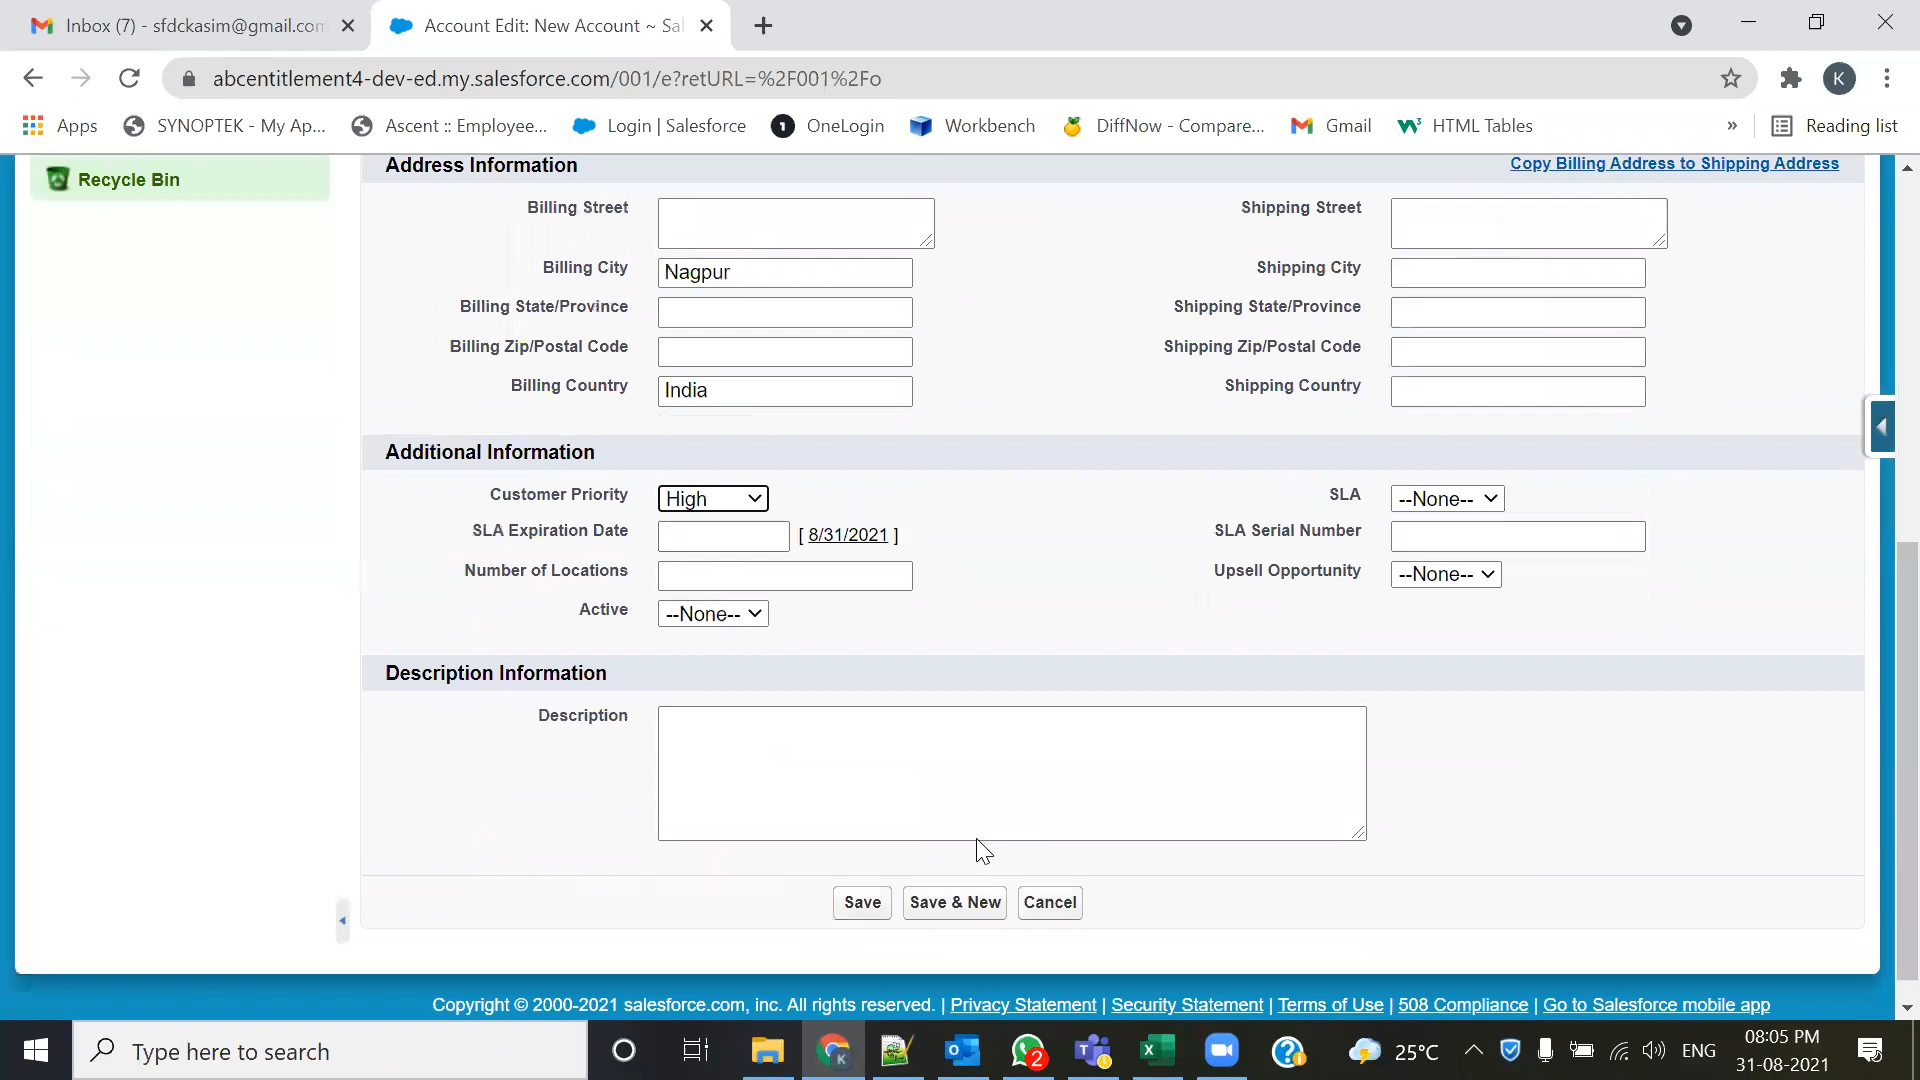 Inbox (7) - sfdckasim@gmail.com
Account Edit: New Account ~ Sal
abcentitlement4-dev-ed.my.salesforce.com/001/e?retURL=%2F001%2Fo
K
Apps
SYNOPTEK - My Ap...
Ascent :: Employee...
Login | Salesforce
1 OneLogin
Workbench
DiffNow - Compare...
Gmail
HTML Tables
»
Reading list
Recycle Bin
Address Information
Copy Billing Address to Shipping Address
Billing Street
Shipping Street
Billing City Nagpur
Shipping City
Billing State/Province
Shipping State/Province
Billing Zip/Postal Code
Shipping Zip/Postal Code
Billing Country India
Shipping Country
Additional Information
Customer Priority High
SLA --None--
SLA Expiration Date [ 8/31/2021 ]
SLA Serial Number
Number of Locations
Upsell Opportunity --None--
Active --None--
Description Information
Description
Save
Save & New
Cancel
Copyright © 2000-2021 salesforce.com, inc. All rights reserved. | Privacy Statement | Security Statement | Terms of Use | 508 Compliance | Go to Salesforce mobile app
Type here to search
2
25°C
ENG
08:05 PM
31-08-2021